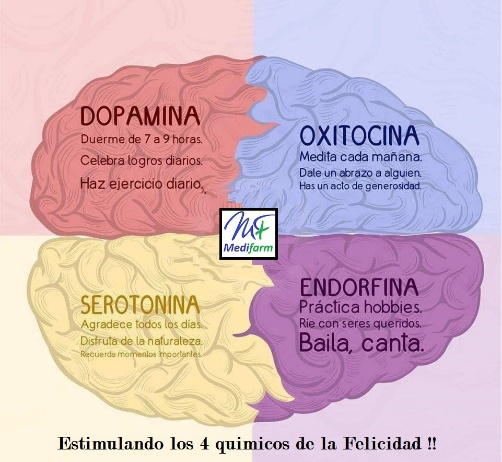 DOPAMINA
Duerme de 7 a 9 horas.
Celebra logros diarios.
Haz ejercicio diario,.
OXITOCINA
Medita cada mañana.
Dale un abrazo a alguien.
Has un acto de generosidad.
MF
Medifarm
SEROTONINA
Agradece todos los días.
Disfruta de la naturaleza.
Recuerda momentos importantes.
ENDORFINA
Práctica hobbies.
Ríe con seres queridos.
Baila, canta.
Estimulando los 4 quimicos de la Felicidad !!